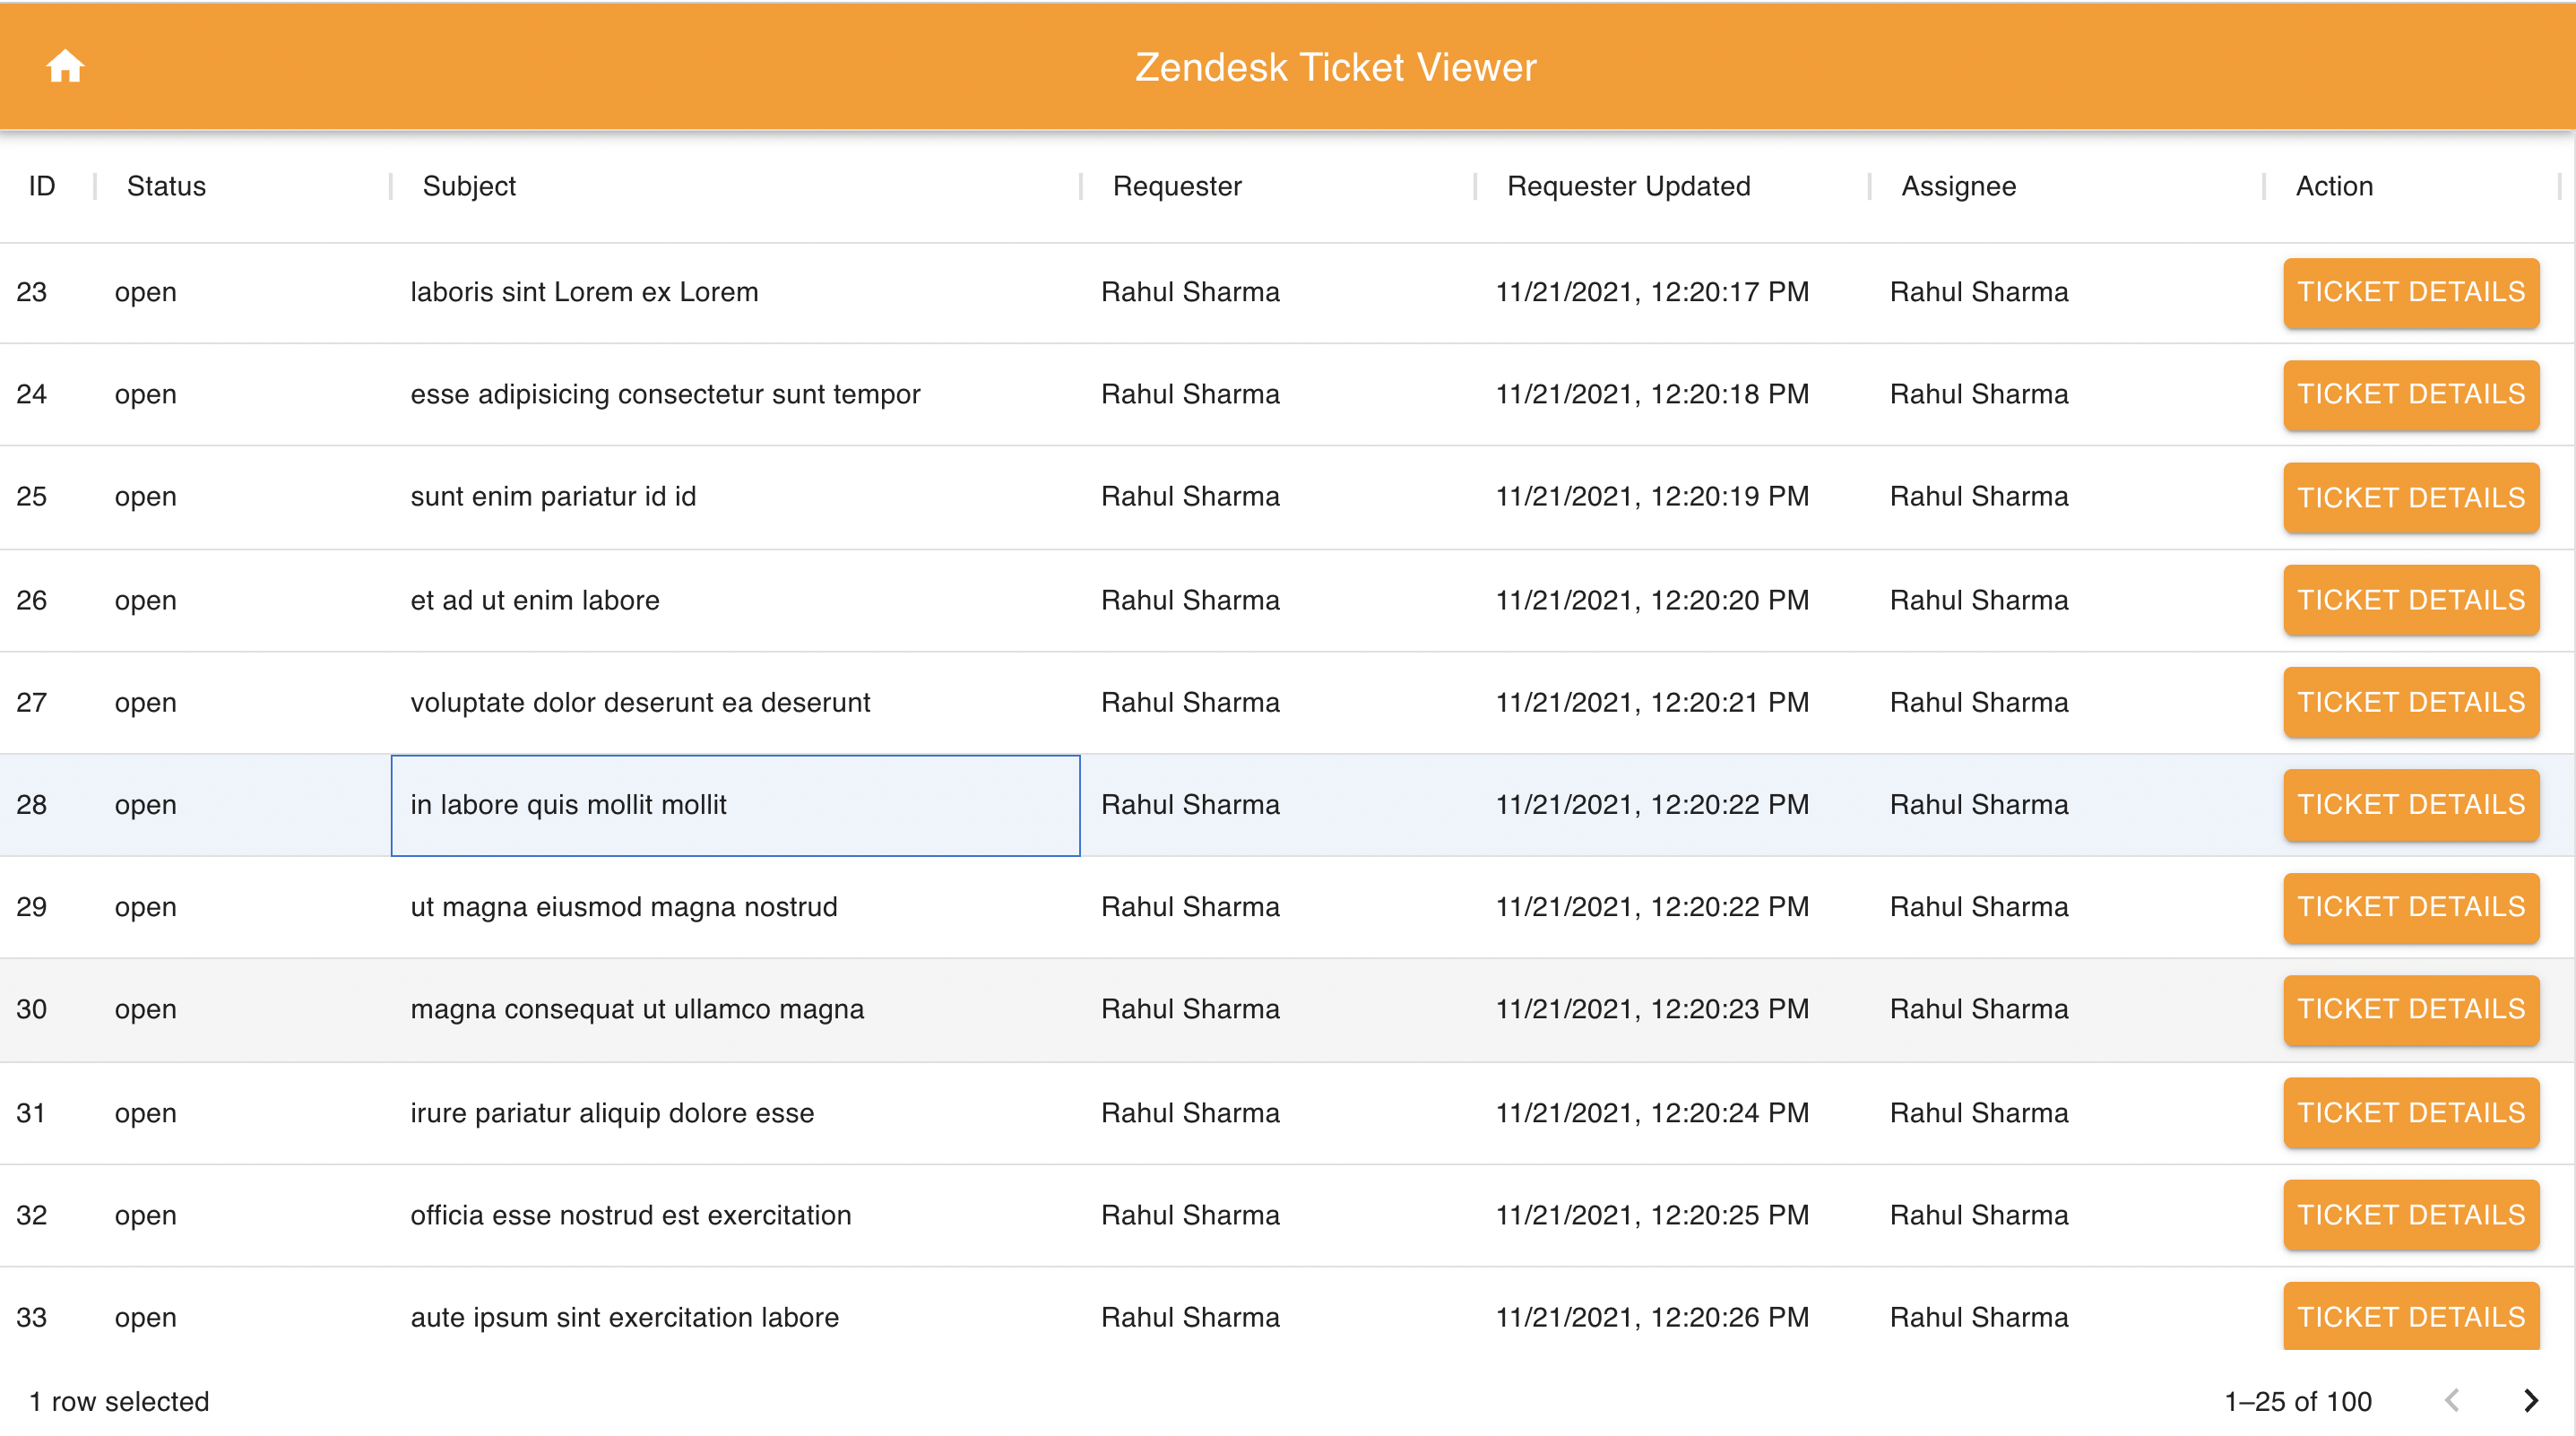 Zendesk Ticket Viewer
ID Status Subject Requester Requester Updated Assignee Action
23 open laboris sint Lorem ex Lorem Rahul Sharma 11/21/2021, 12:20:17 PM Rahul Sharma TICKET DETAILS
24 open esse adipisicing consectetur sunt tempor Rahul Sharma 11/21/2021, 12:20:18 PM Rahul Sharma TICKET DETAILS
25 open sunt enim pariatur id id Rahul Sharma 11/21/2021, 12:20:19 PM Rahul Sharma TICKET DETAILS
26 open et ad ut enim labore Rahul Sharma 11/21/2021, 12:20:20 PM Rahul Sharma TICKET DETAILS
27 open voluptate dolor deserunt ea deserunt Rahul Sharma 11/21/2021, 12:20:21 PM Rahul Sharma TICKET DETAILS
28 open in labore quis mollit mollit Rahul Sharma 11/21/2021, 12:20:22 PM Rahul Sharma TICKET DETAILS
29 open ut magna eiusmod magna nostrud Rahul Sharma 11/21/2021, 12:20:22 PM Rahul Sharma TICKET DETAILS
30 open magna consequat ut ullamco magna Rahul Sharma 11/21/2021, 12:20:23 PM Rahul Sharma TICKET DETAILS
31 open irure pariatur aliquip dolore esse Rahul Sharma 11/21/2021, 12:20:24 PM Rahul Sharma TICKET DETAILS
32 open officia esse nostrud est exercitation Rahul Sharma 11/21/2021, 12:20:25 PM Rahul Sharma TICKET DETAILS
33 open aute ipsum sint exercitation labore Rahul Sharma 11/21/2021, 12:20:26 PM Rahul Sharma TICKET DETAILS
1 row selected 1–25 of 100